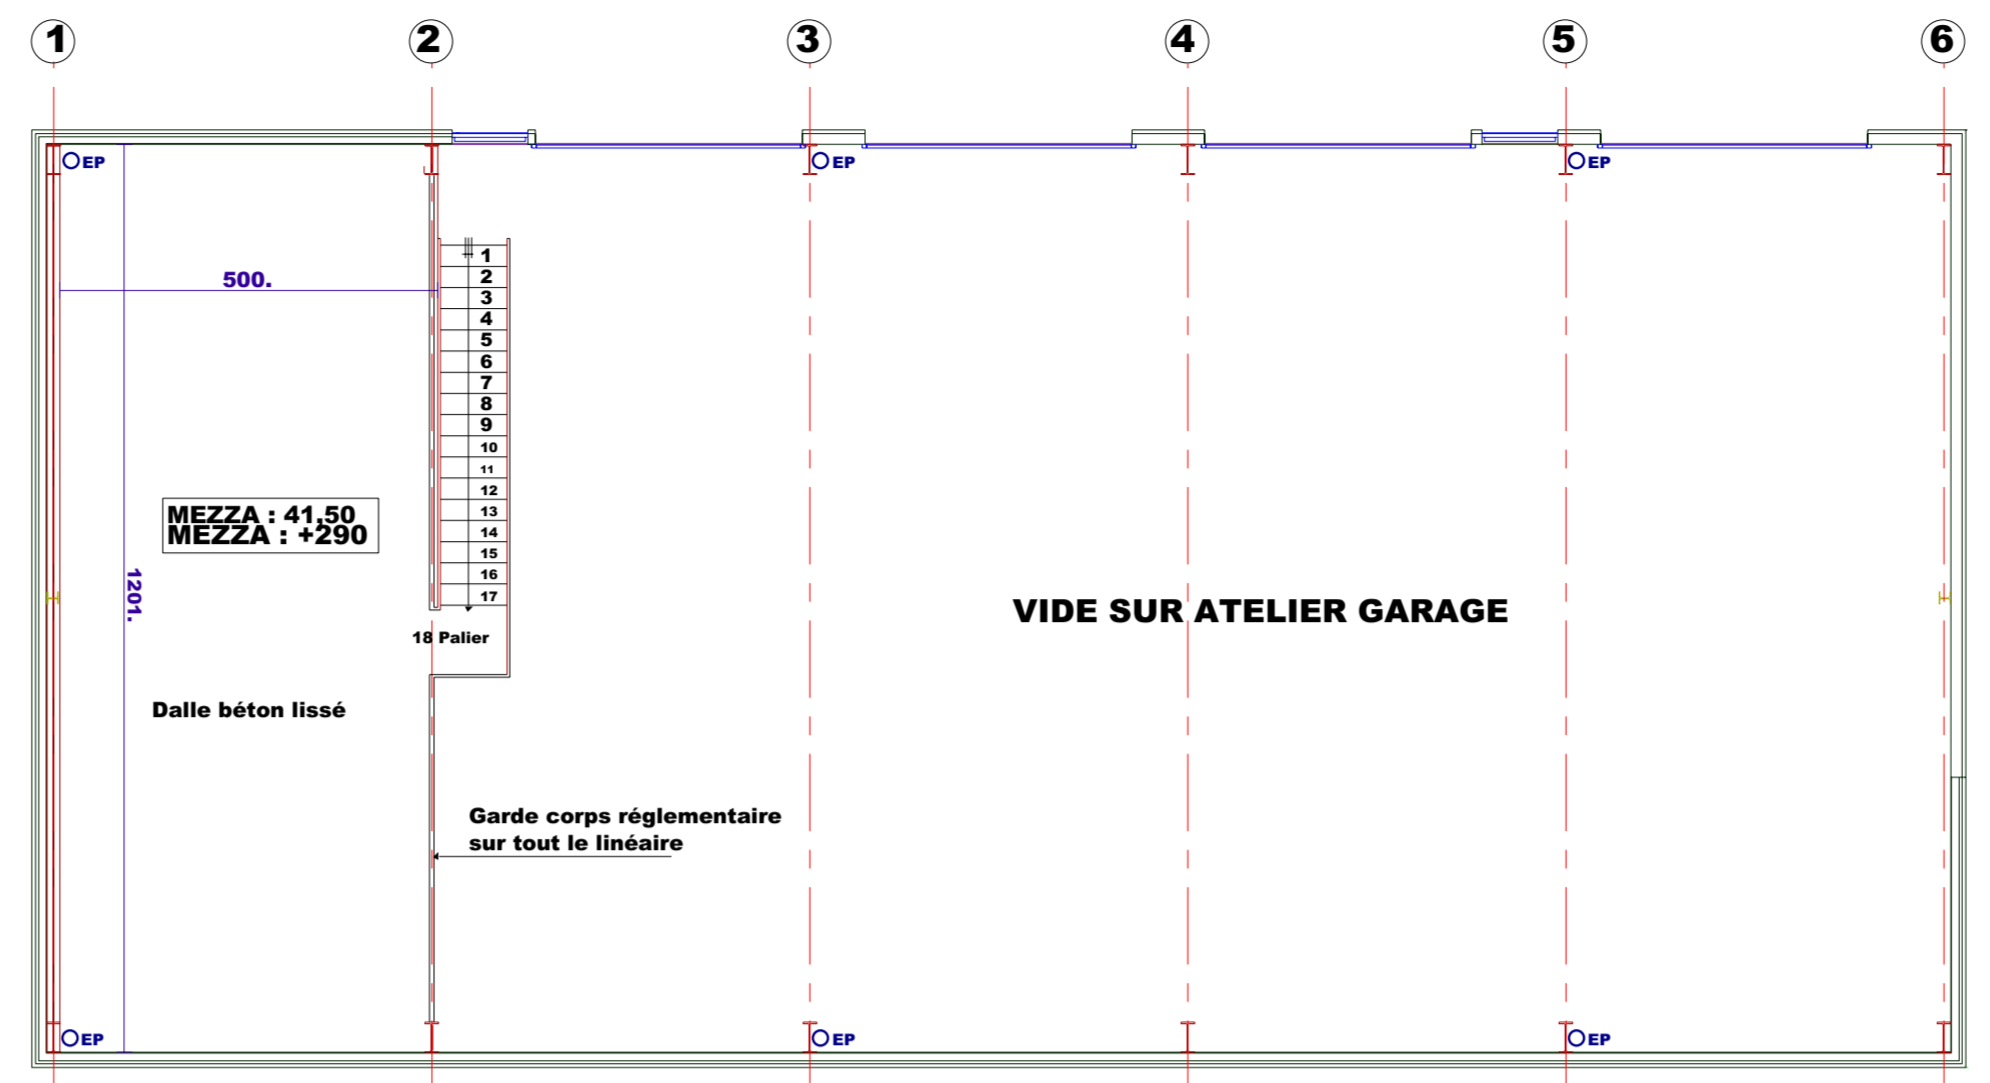 1 2 3 4 5 6
EP EP EP
500.
1
2
3
4
5
6
7
8
9
10
11
12
13
14
15
16
17
MEZZA : 41,50
MEZZA : +290
1201.
VIDE SUR ATELIER GARAGE
18 Palier
Dalle béton lissé
Garde corps réglementaire
sur tout le linéaire
EP EP EP